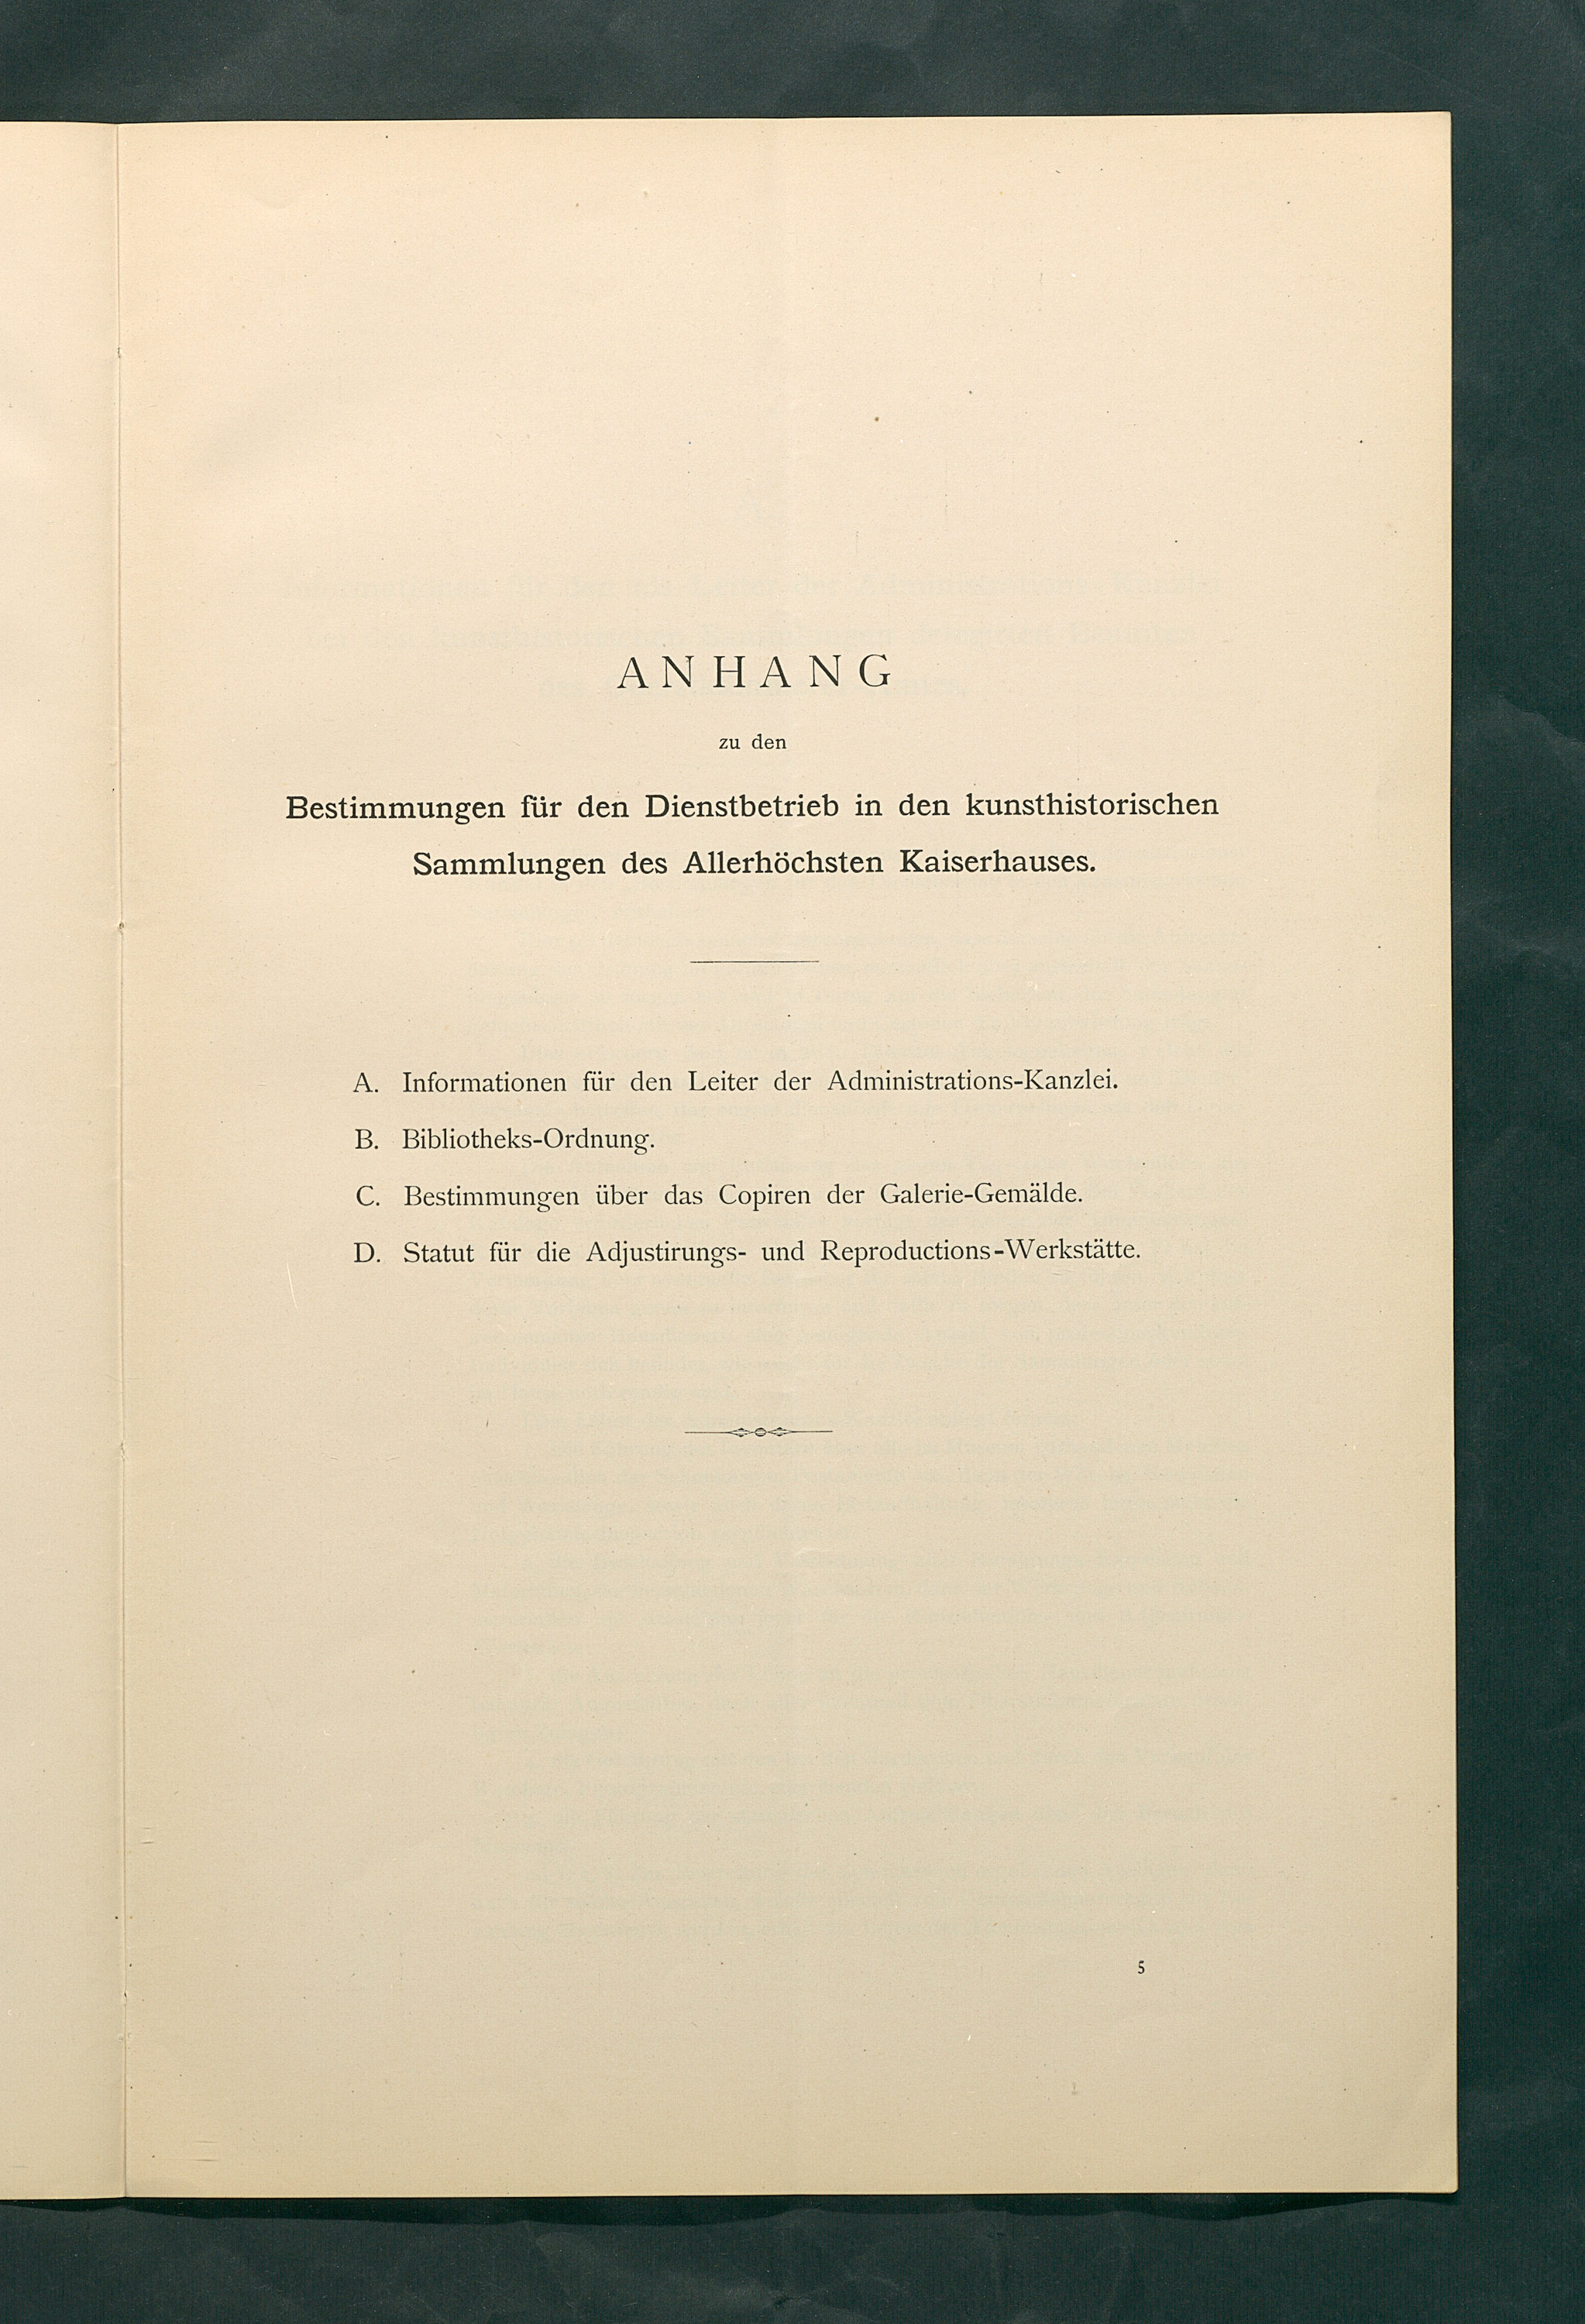 ANHANG
zu den
Bestimmungen für den Dienstbetrieb in den kunsthistorischen
Sammlungen des Allerhöchsten Kaiserhauses.
A. Informationen für den Leiter der Administrations-Kanzlei.
B. Bibliotheks-Ordnung.
C. Bestimmungen über das Copiren der Galerie-Gemälde.
D. Statut für die Adjustirungs- und Reproductions-Werkstätte.
5